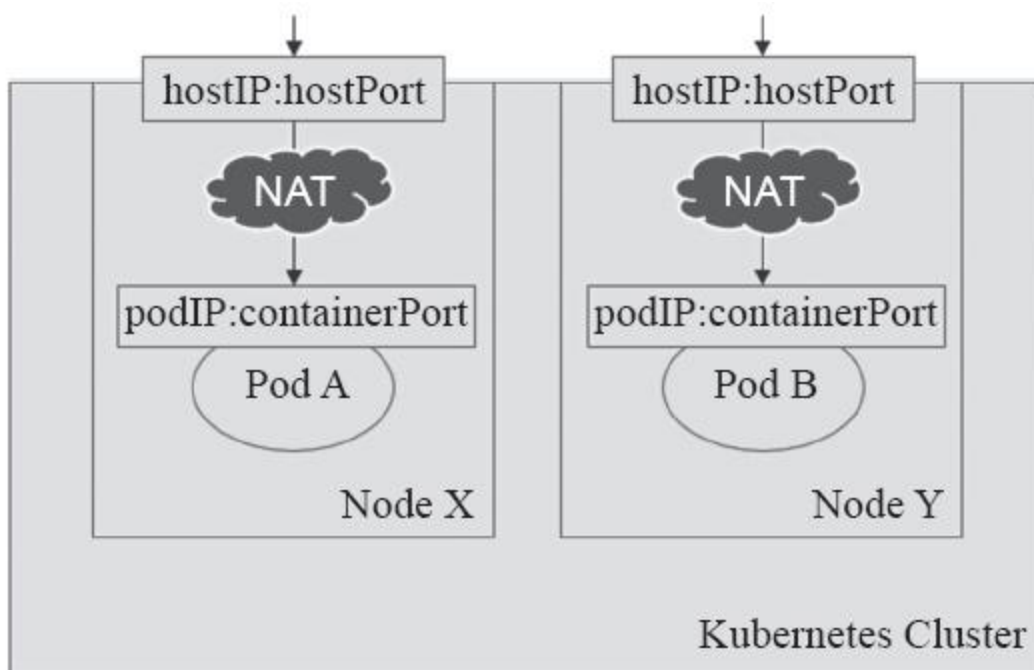 hostIP:hostPort
hostIP:hostPort
NAT
NAT
podIP:containerPort
podIP:containerPort
Pod A
Pod B
Node X
Node Y
Kubernetes Cluster